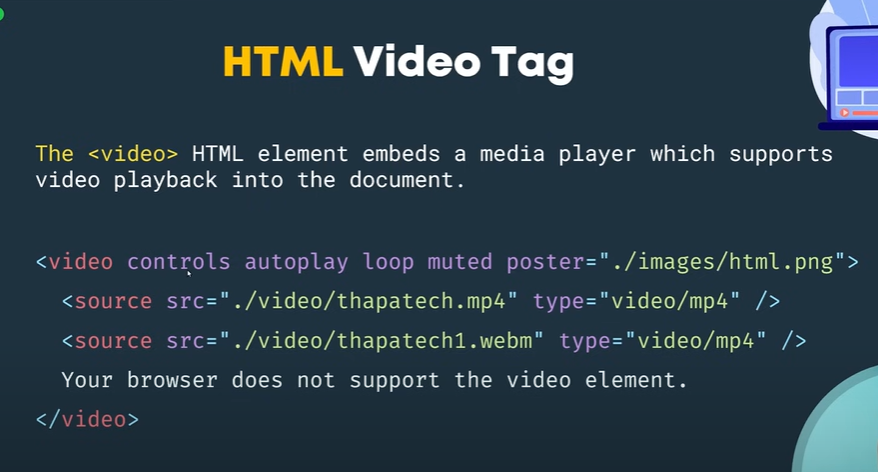 HTML Video Tag
The <video> HTML element embeds a media player which supports
video playback into the document.
<video controls autoplay loop muted poster="./images/html.png">
<source src="./video/thapatech.mp4" type="video/mp4" />
<source src="./video/thapatech1.webm" type="video/mp4" />
Your browser does not support the video element.
</video>